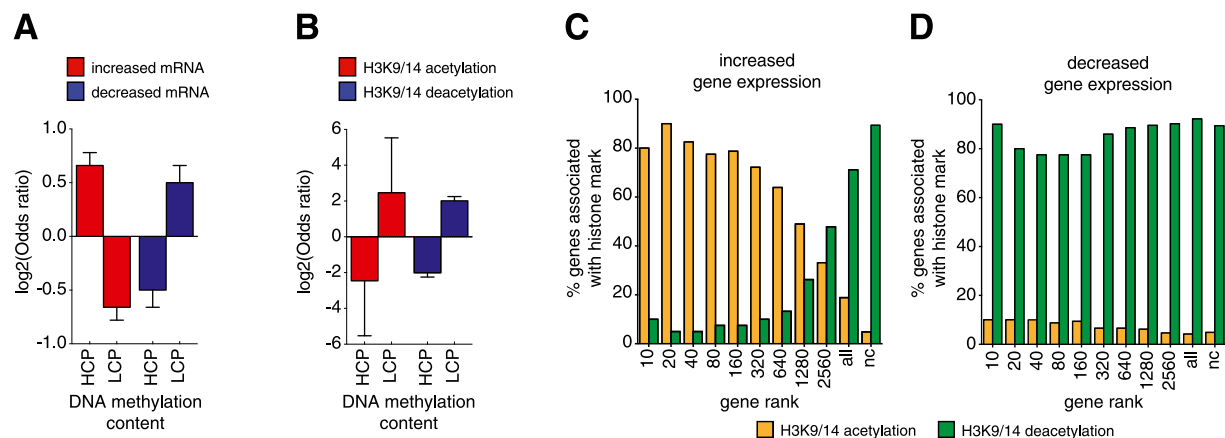 A
increased mRNA
decreased mRNA
log2(Odds ratio)
1.0
0.5
0.0
-0.5
-1.0
HCP
LCP
HCP
LCP
DNA methylation
content
B
H3K9/14 acetylation
H3K9/14 deacetylation
log2(Odds ratio)
6
4
2
0
-2
-4
-6
HCP
LCP
HCP
LCP
DNA methylation
content
C
increased
gene expression
% genes associated
with histone mark
100
80
60
40
20
0
10
20
40
80
160
320
640
1280
2560
all
nc
gene rank
D
decreased
gene expression
% genes associated
with histone mark
100
80
60
40
20
0
10
20
40
80
160
320
640
1280
2560
all
nc
gene rank
H3K9/14 acetylation
H3K9/14 deacetylation